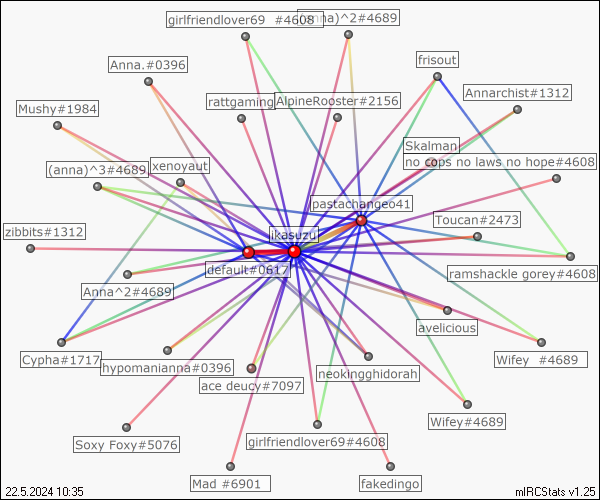 girlfriendlover69 #4608
(anna)^2#4689
frisout
Anna.#0396
Annarchist#1312
rattgaming
AlpineRooster#2156
Mushy#1984
Skalman
no cops no laws no hope#4608
(anna)^3#4689
xenoyaut
pastachangeo41
Toucan#2473
zibbits#1312
ikasuzu
default#0617
ramshackle gorey#4608
Anna^2#4689
avelicious
Cypha#1717
Wifey #4689
hypomanianna#0396
neokingghidorah
ace deucy#7097
Wifey#4689
Soxy Foxy#5076
girlfriendlover69#4608
Mad #6901
fakedingo
22.5.2024 10:35
mIRCStats v1.25